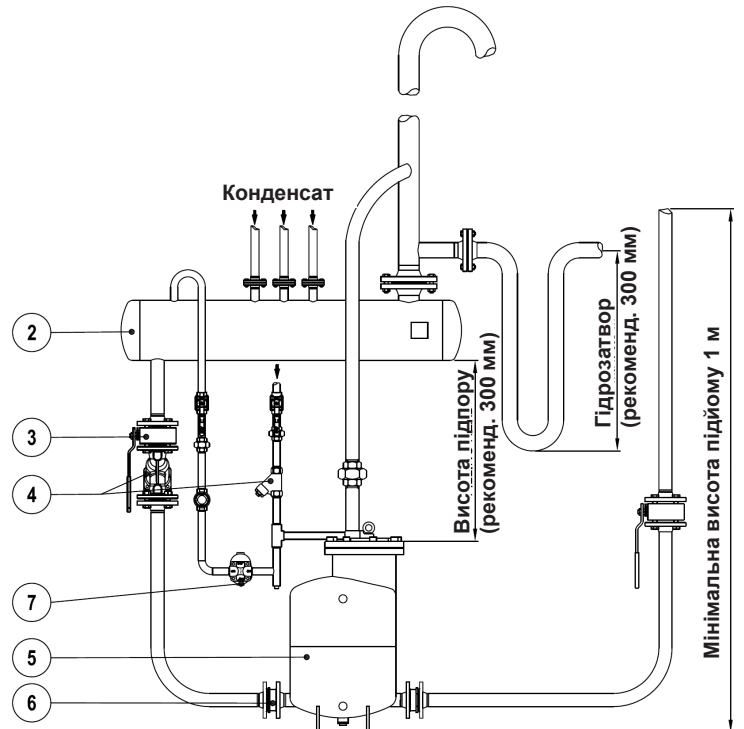 Конденсат
2
3
4
7
5
6
Висота підпору
(рекоменд. 300 мм)
Гідрозатвор
(рекоменд. 300 мм)
Мінімальна висота підйому 1 м